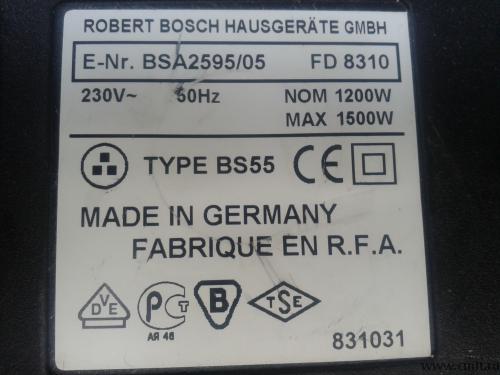 ROBERT BOSCH HAUSGERÄTE GMBH
E-Nr. BSA2595/05 FD 8310
230V~ 50Hz NOM 1200W
MAX 1500W
TYPE BS55 CE
MADE IN GERMANY
FABRIQUE EN R.F.A.
VDE PCT B TSE
АЯ 46
831031